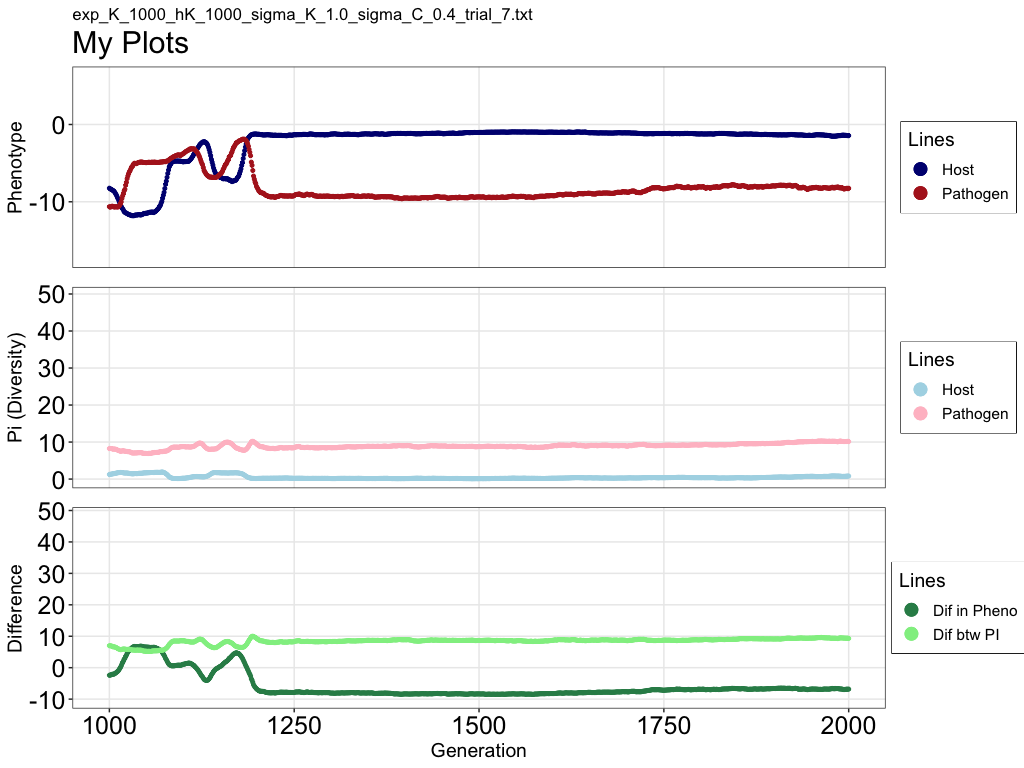 exp_K_1000_hK_1000_sigma_K_1.0_sigma_C_0.4_trial_7.txt
My Plots
Phenotype
0
-10
Lines
Host
Pathogen
Pi (Diversity)
50
40
30
20
10
0
Lines
Host
Pathogen
Difference
50
40
30
20
10
0
-10
Lines
Dif in Pheno
Dif btw PI
1000 1250 1500 1750 2000
Generation